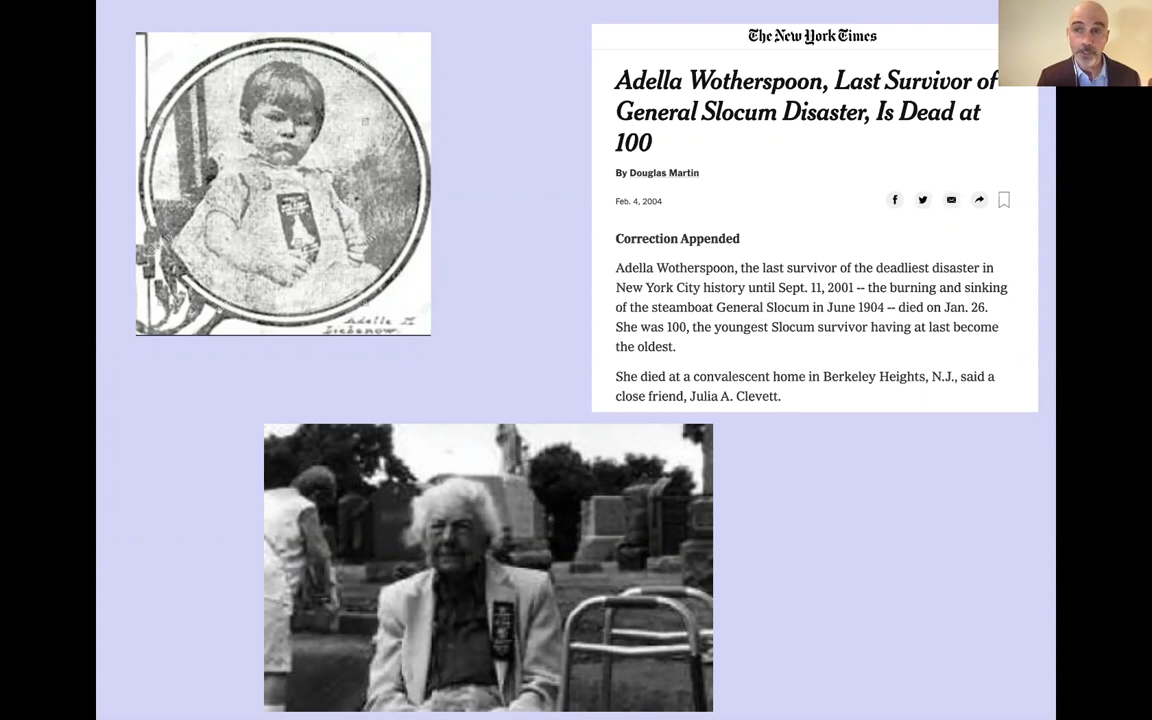 The New York Times
Adella Wotherspoon, Last Survivor of
General Slocum Disaster, Is Dead at
100
By Douglas Martin
Feb. 4, 2004
Correction Appended
Adella Wotherspoon, the last survivor of the deadliest disaster in
New York City history until Sept. 11, 2001 -- the burning and sinking
of the steamboat General Slocum in June 1904 -- died on Jan. 26.
She was 100, the youngest Slocum survivor having at last become
the oldest.
She died at a convalescent home in Berkeley Heights, N.J., said a
close friend, Julia A. Clevett.
Liebenow.